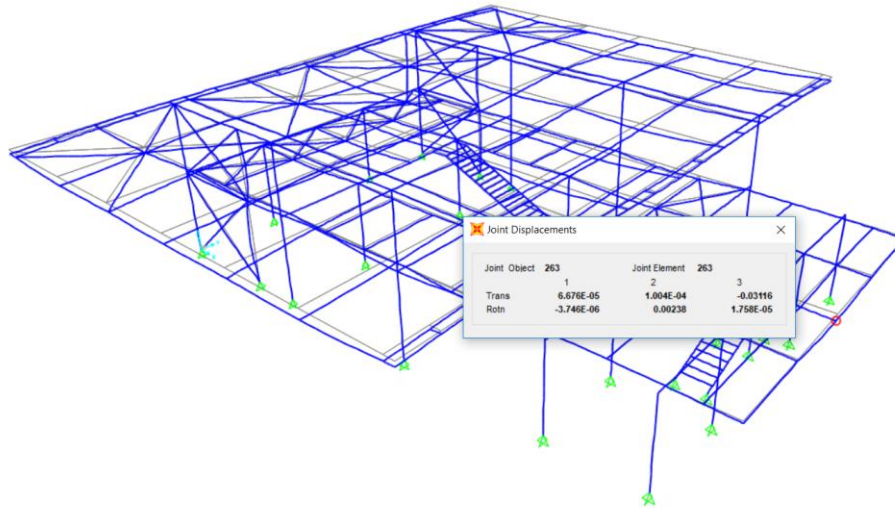 Joint Displacements
Joint Object 263 Joint Element 263
1 2 3
Trans 6.676E-05 1.004E-04 -0.03116
Rotn -3.746E-06 0.00238 1.758E-05